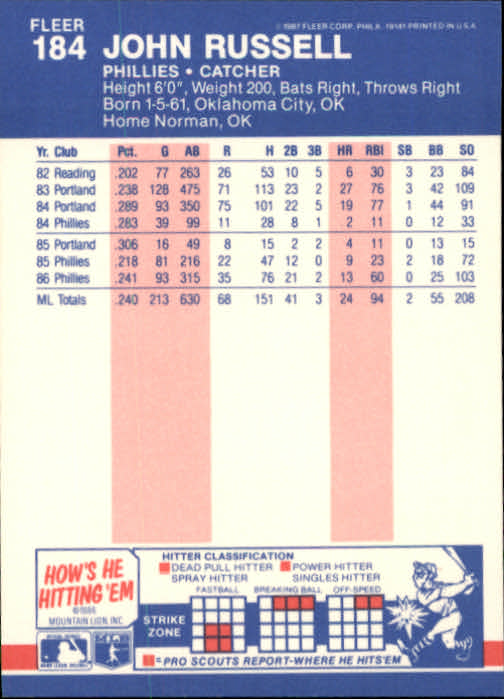 FLEER
© 1987 FLEER CORP. PHILA. 19141 PRINTED IN U.S.A.
184 JOHN RUSSELL
PHILLIES • CATCHER
Height 6'0", Weight 200, Bats Right, Throws Right
Born 1-5-61, Oklahoma City, OK
Home Norman, OK
Yr. Club Pct. G AB R H 2B 3B HR RBI SB BB SO
82 Reading .202 77 263 26 53 10 5 6 30 3 23 84
83 Portland .238 128 475 71 113 23 2 27 76 3 42 109
84 Portland .289 93 350 75 101 22 5 19 77 1 44 91
84 Phillies .283 39 99 11 28 8 1 2 11 0 12 33
85 Portland .306 16 49 8 15 2 2 4 11 0 13 15
85 Phillies .218 81 216 22 47 12 0 9 23 2 18 72
86 Phillies .241 93 315 35 76 21 2 13 60 0 25 103
ML Totals .240 213 630 68 151 41 3 24 94 2 55 208
HOW'S HE
HITTING 'EM
©1986
MOUNTAIN LION, INC
HITTER CLASSIFICATION
DEAD PULL HITTER POWER HITTER
SPRAY HITTER SINGLES HITTER
FASTBALL BREAKING BALL OFF-SPEED
STRIKE
ZONE
= PRO SCOUTS REPORT-WHERE HE HITS'EM